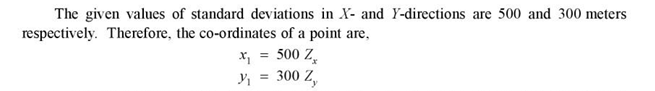 The given values of standard deviations in X- and Y-directions are 500 and 300 meters
respectively. Therefore, the co-ordinates of a point are,
x₁ = 500 Zₓ
y₁ = 300 Zᵧ